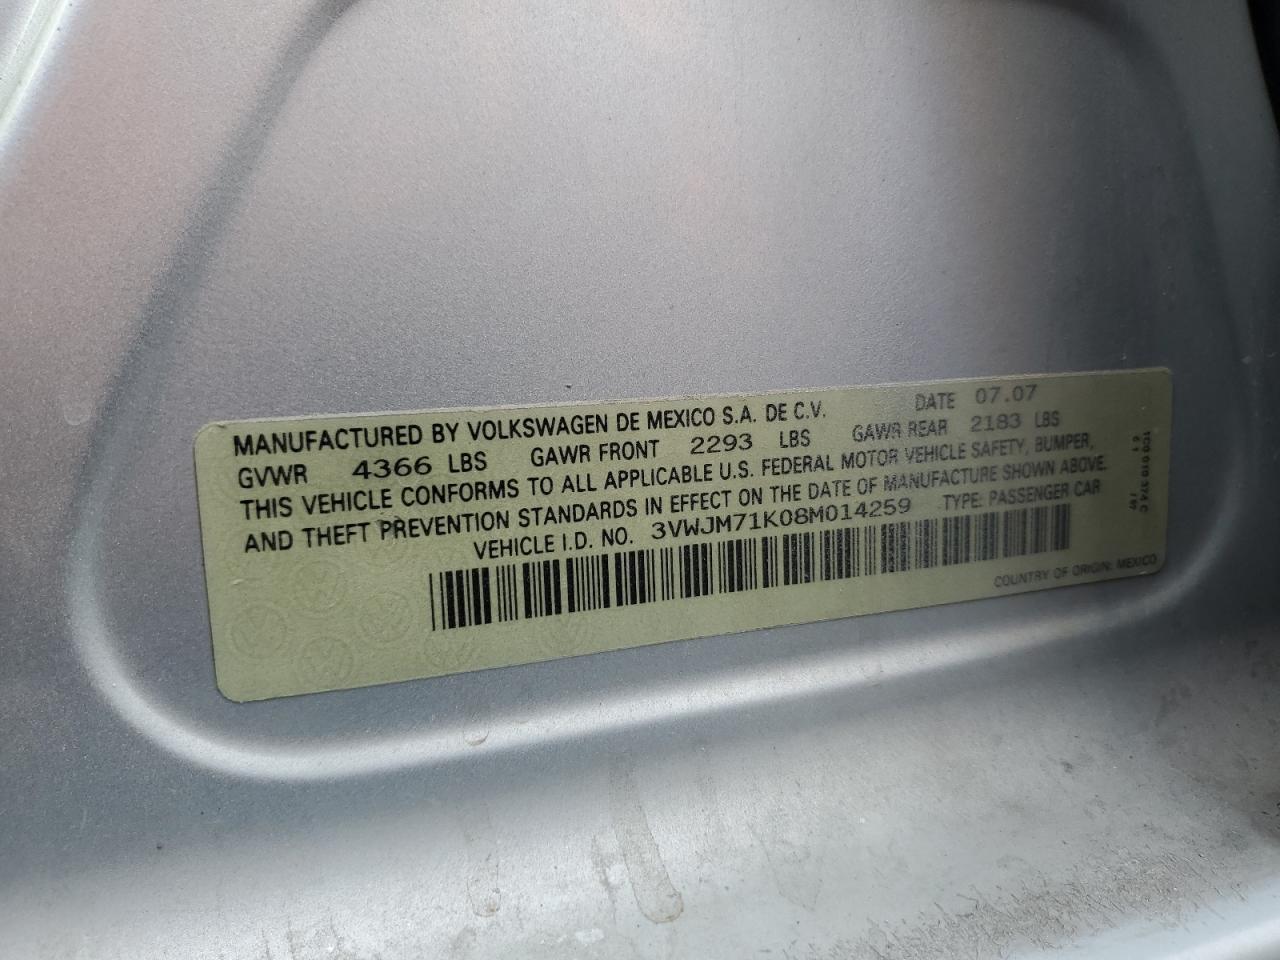 MANUFACTURED BY VOLKSWAGEN DE MEXICO S.A. DE C.V. DATE 07.07
GVWR 4366 LBS GAWR FRONT 2293 LBS GAWR REAR 2183 LBS
THIS VEHICLE CONFORMS TO ALL APPLICABLE U.S. FEDERAL MOTOR VEHICLE SAFETY, BUMPER,
AND THEFT PREVENTION STANDARDS IN EFFECT ON THE DATE OF MANUFACTURE SHOWN ABOVE.
VEHICLE I.D. NO. 3VWJM71K08M014259 TYPE: PASSENGER CAR
COUNTRY OF ORIGIN: MEXICO